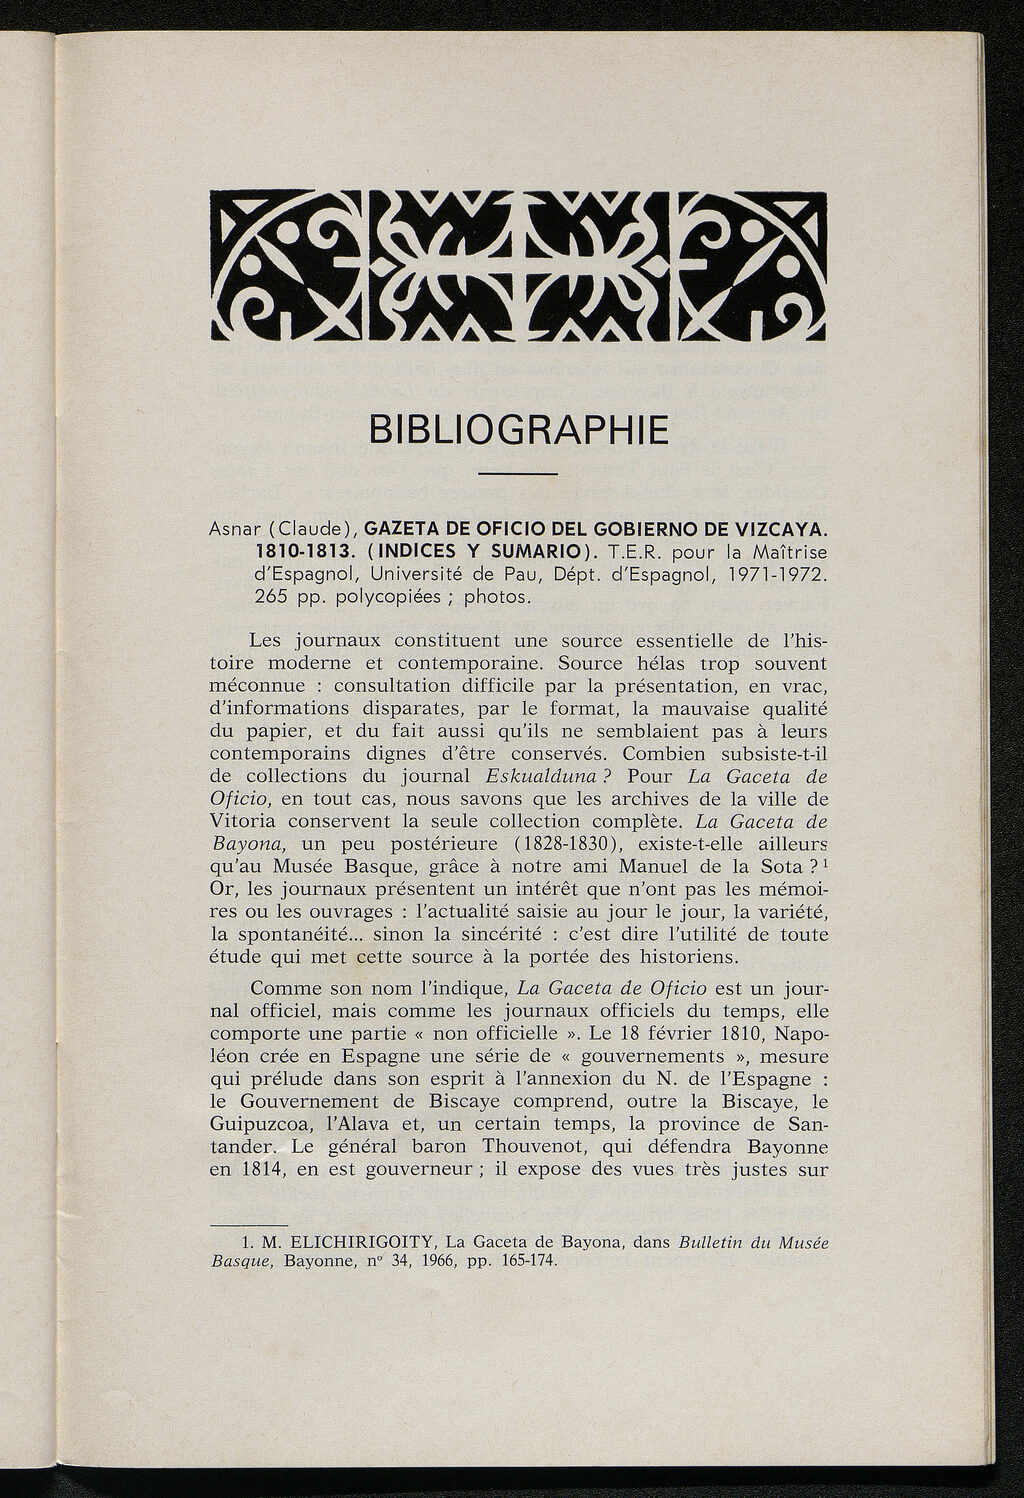 BIBLIOGRAPHIE
Asnar (Claude), GAZETA DE OFICIO DEL GOBIERNO DE VIZCAYA.
1810-1813. (INDICES Y SUMARIO). T.E.R. pour la Maîtrise
d'Espagnol, Université de Pau, Dépt. d'Espagnol, 1971-1972.
265 pp. polycopiées ; photos.
Les journaux constituent une source essentielle de l'his-
toire moderne et contemporaine. Source hélas trop souvent
méconnue : consultation difficile par la présentation, en vrac,
d'informations disparates, par le format, la mauvaise qualité
du papier, et du fait aussi qu'ils ne semblaient pas à leurs
contemporains dignes d'être conservés. Combien subsiste-t-il
de collections du journal Eskualduna ? Pour La Gaceta de
Oficio, en tout cas, nous savons que les archives de la ville de
Vitoria conservent la seule collection complète. La Gaceta de
Bayona, un peu postérieure (1828-1830), existe-t-elle ailleurs
qu'au Musée Basque, grâce à notre ami Manuel de la Sota ? 1
Or, les journaux présentent un intérêt que n'ont pas les mémoi-
res ou les ouvrages : l'actualité saisie au jour le jour, la variété,
la spontanéité... sinon la sincérité : c'est dire l'utilité de toute
étude qui met cette source à la portée des historiens.
Comme son nom l'indique, La Gaceta de Oficio est un jour-
nal officiel, mais comme les journaux officiels du temps, elle
comporte une partie « non officielle ». Le 18 février 1810, Napo-
léon crée en Espagne une série de « gouvernements », mesure
qui prélude dans son esprit à l'annexion du N. de l'Espagne :
le Gouvernement de Biscaye comprend, outre la Biscaye, le
Guipuzcoa, l'Alava et, un certain temps, la province de San-
tander. Le général baron Thouvenot, qui défendra Bayonne
en 1814, en est gouverneur ; il expose des vues très justes sur
1. M. ELICHIRIGOITY, La Gaceta de Bayona, dans Bulletin du Musée
Basque, Bayonne, n° 34, 1966, pp. 165-174.